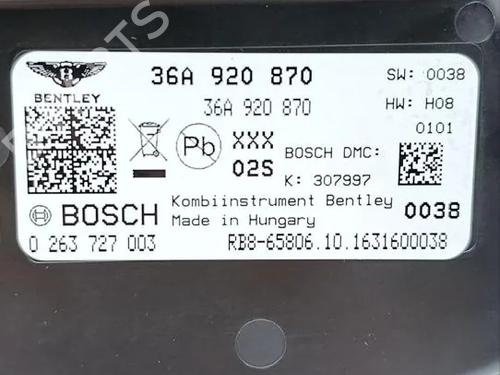 36A 920 870
SW: 0038
BENTLEY
36A 920 870
HW: H08
0101
Pb
XXX
02S
BOSCH DMC:
K: 307997
Kombiinstrument Bentley
BOSCH
Made in Hungary
0038
0 263 727 003
RB8-65806.10.1631600038